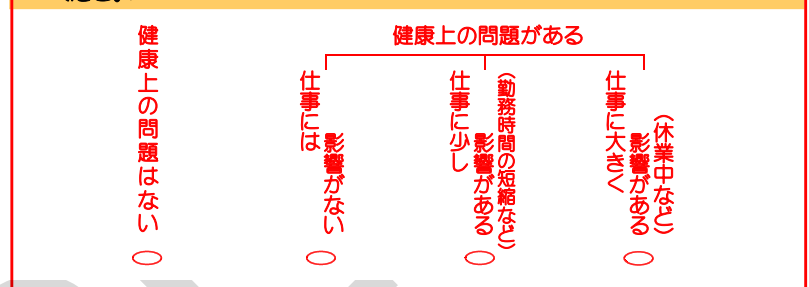 健康上の問題はない
健康上の問題がある
仕事には
影響がない
仕事に少し
影響がある
（勤務時間の短縮など）
仕事に大きく
影響がある
（休業中など）